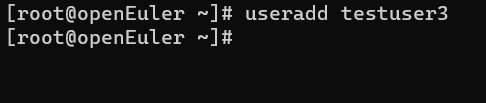 [root@openEuler ~]# useradd testuser3
[root@openEuler ~]#